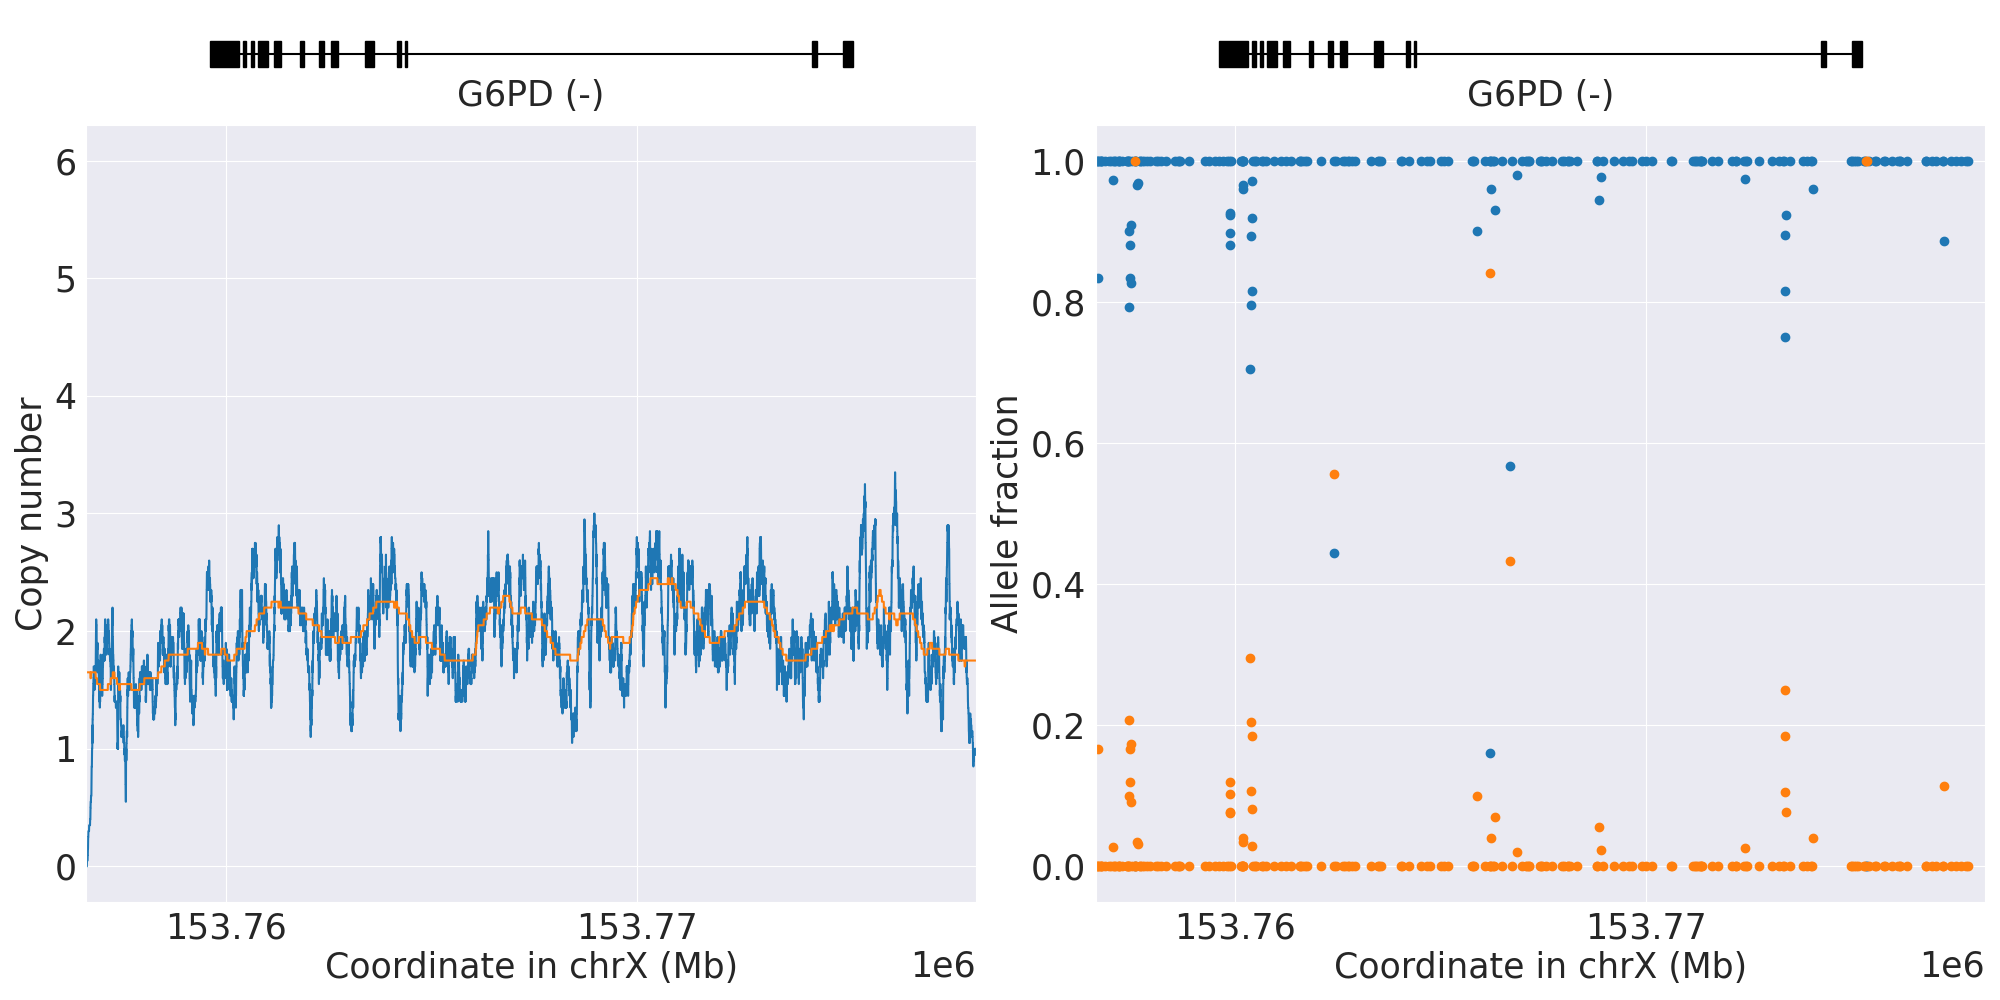 G6PD (-)
6
5
4
3
2
1
0
Copy number
153.76
153.77
Coordinate in chrX (Mb)
1e6
G6PD (-)
1.0
0.8
0.6
0.4
0.2
0.0
Allele fraction
153.76
153.77
Coordinate in chrX (Mb)
1e6